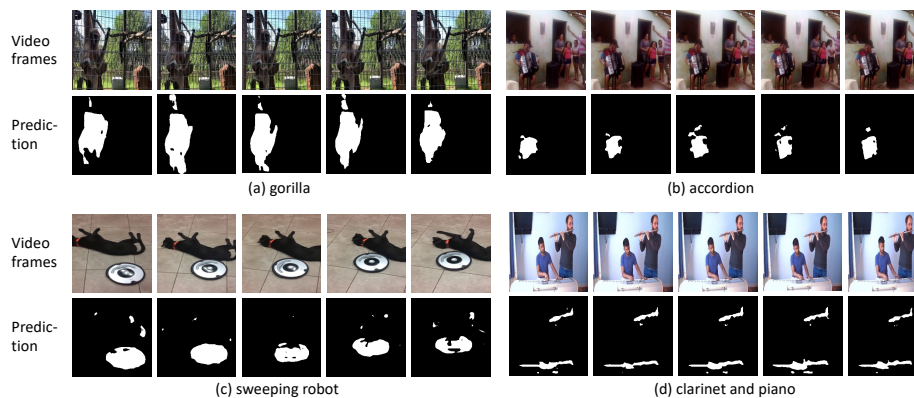 Video
frames
Predic-
tion
(a) gorilla
(b) accordion
Video
frames
Predic-
tion
(c) sweeping robot
(d) clarinet and piano